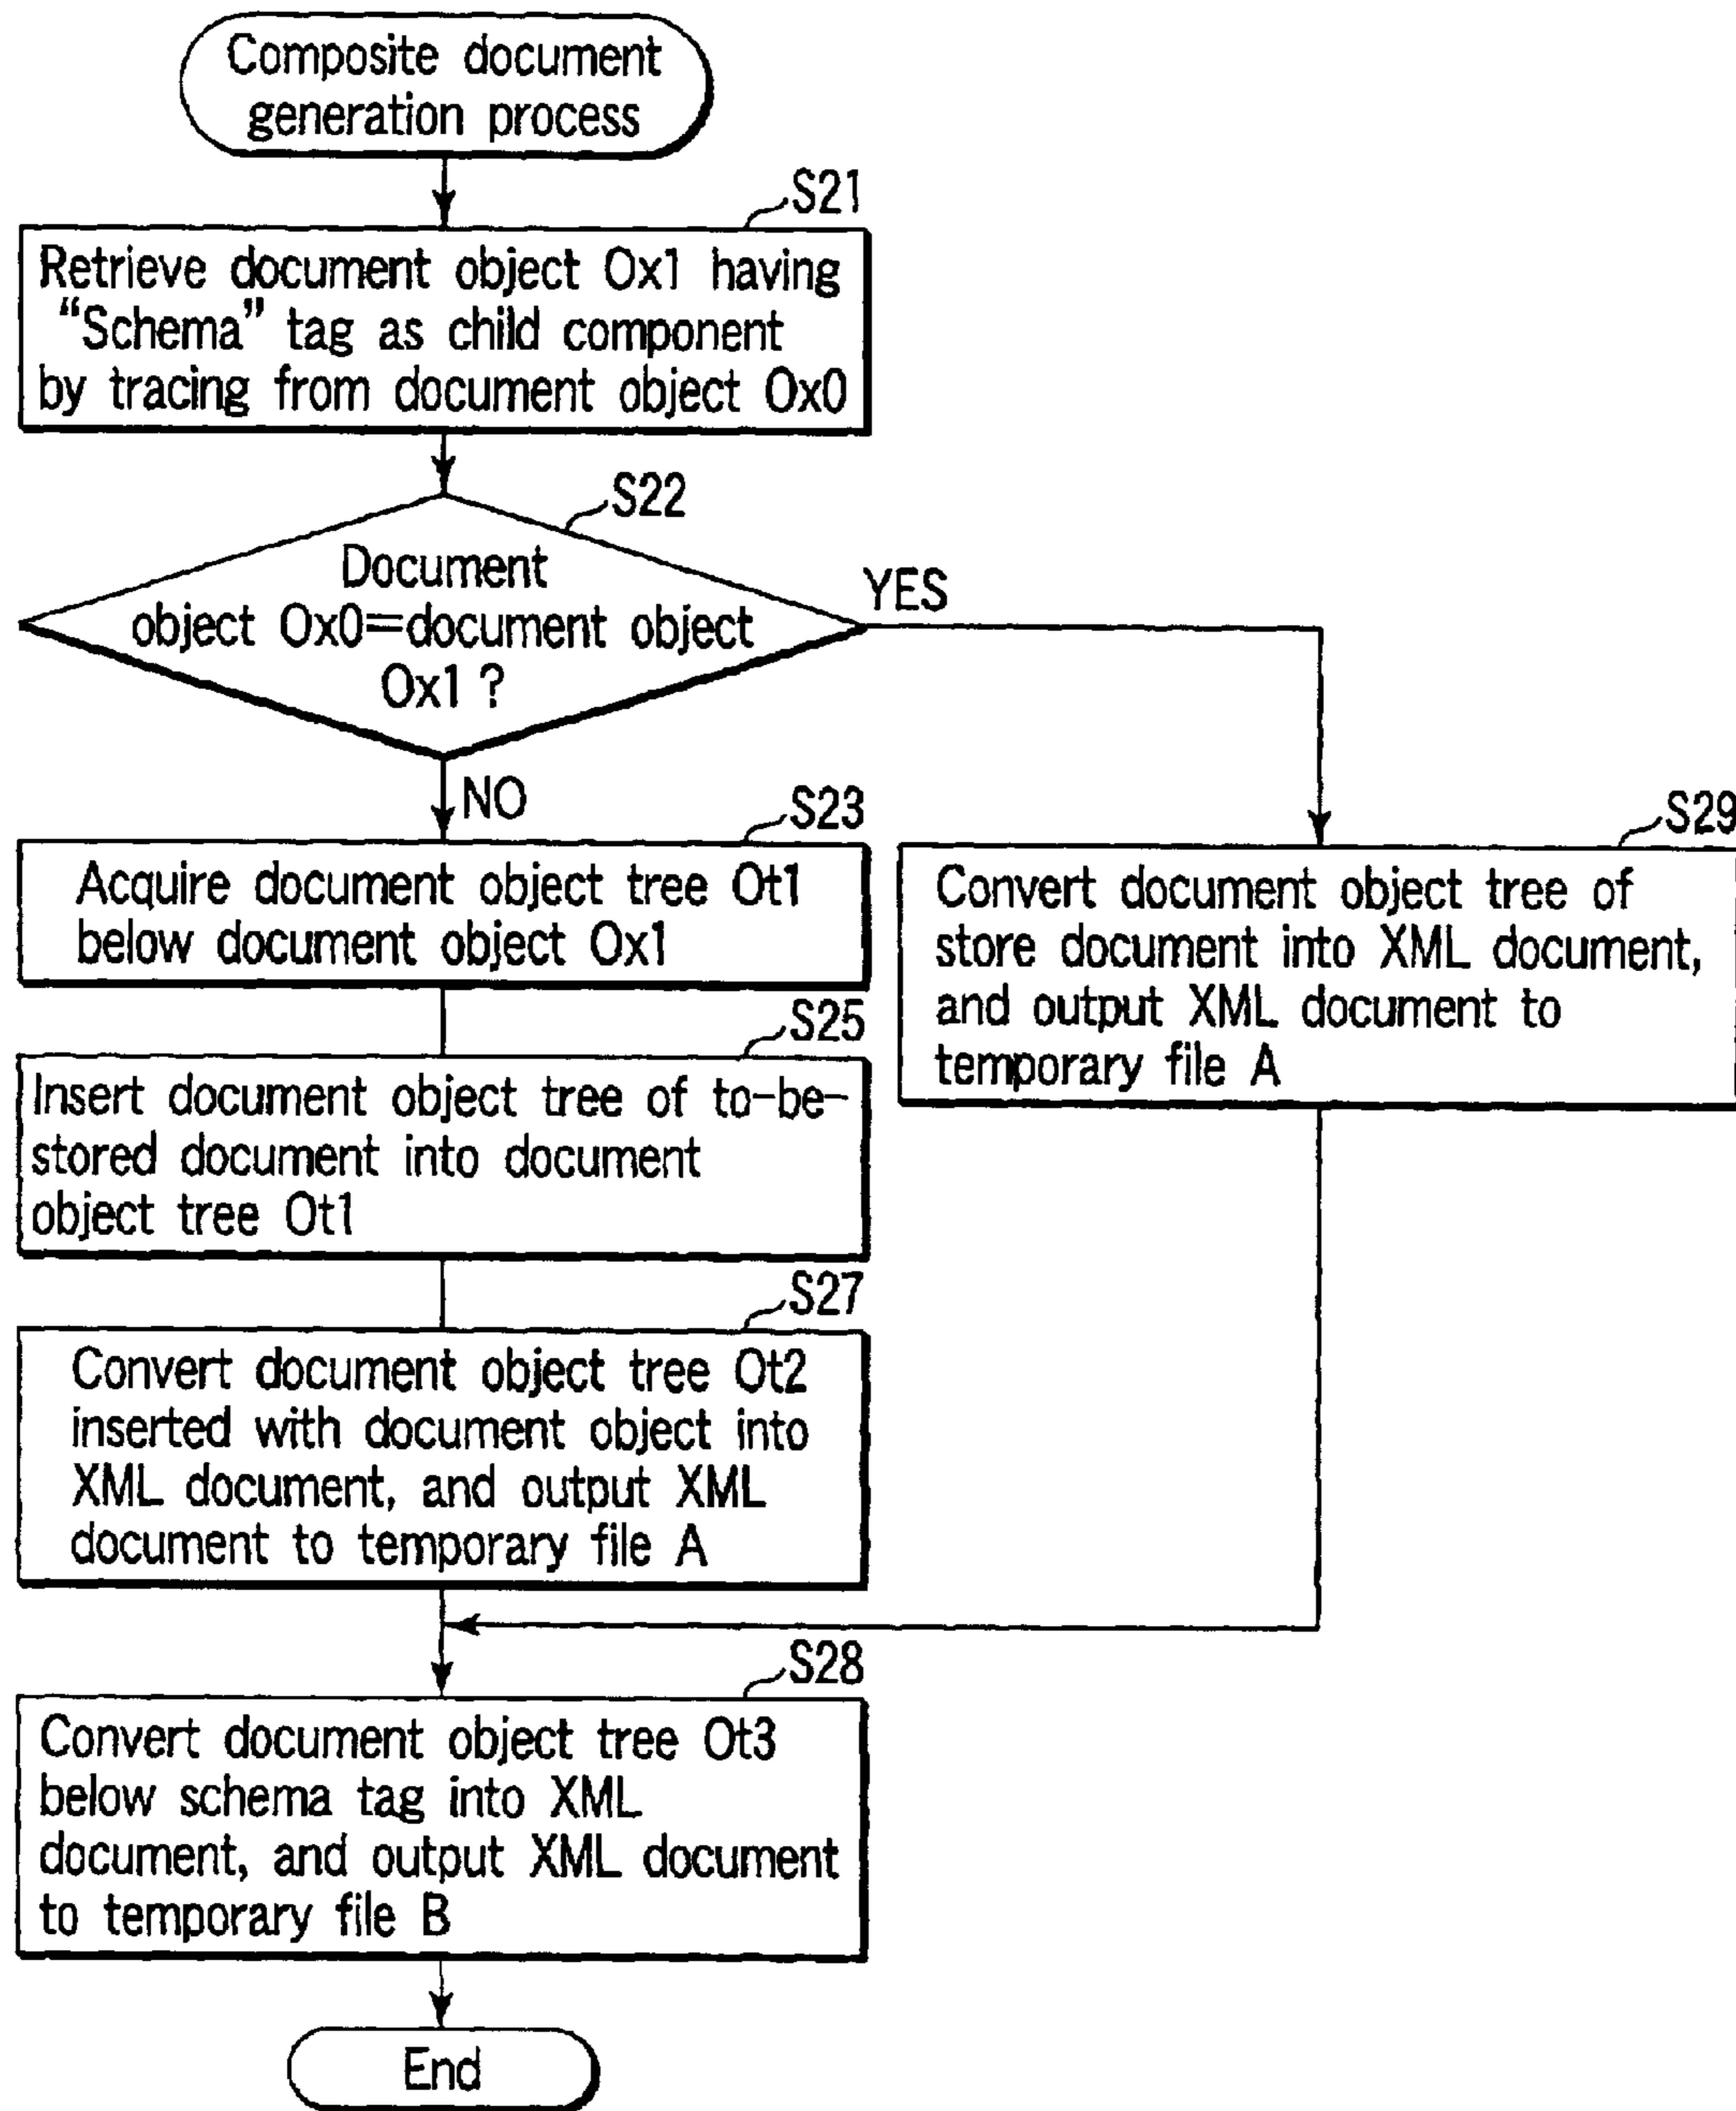 Composite document
generation process
S21
Retrieve document object Ox1 having
“Schema” tag as child component
by tracing from document object Ox0
S22
Document
object Ox0=document object
Ox1 ?
YES
NO
S23
Acquire document object tree Ot1
below document object Ox1
S29
Convert document object tree of
store document into XML document,
and output XML document to
temporary file A
S25
Insert document object tree of to-be-
stored document into document
object tree Ot1
S27
Convert document object tree Ot2
inserted with document object into
XML document, and output XML
document to temporary file A
S28
Convert document object tree Ot3
below schema tag into XML
document, and output XML document
to temporary file B
End